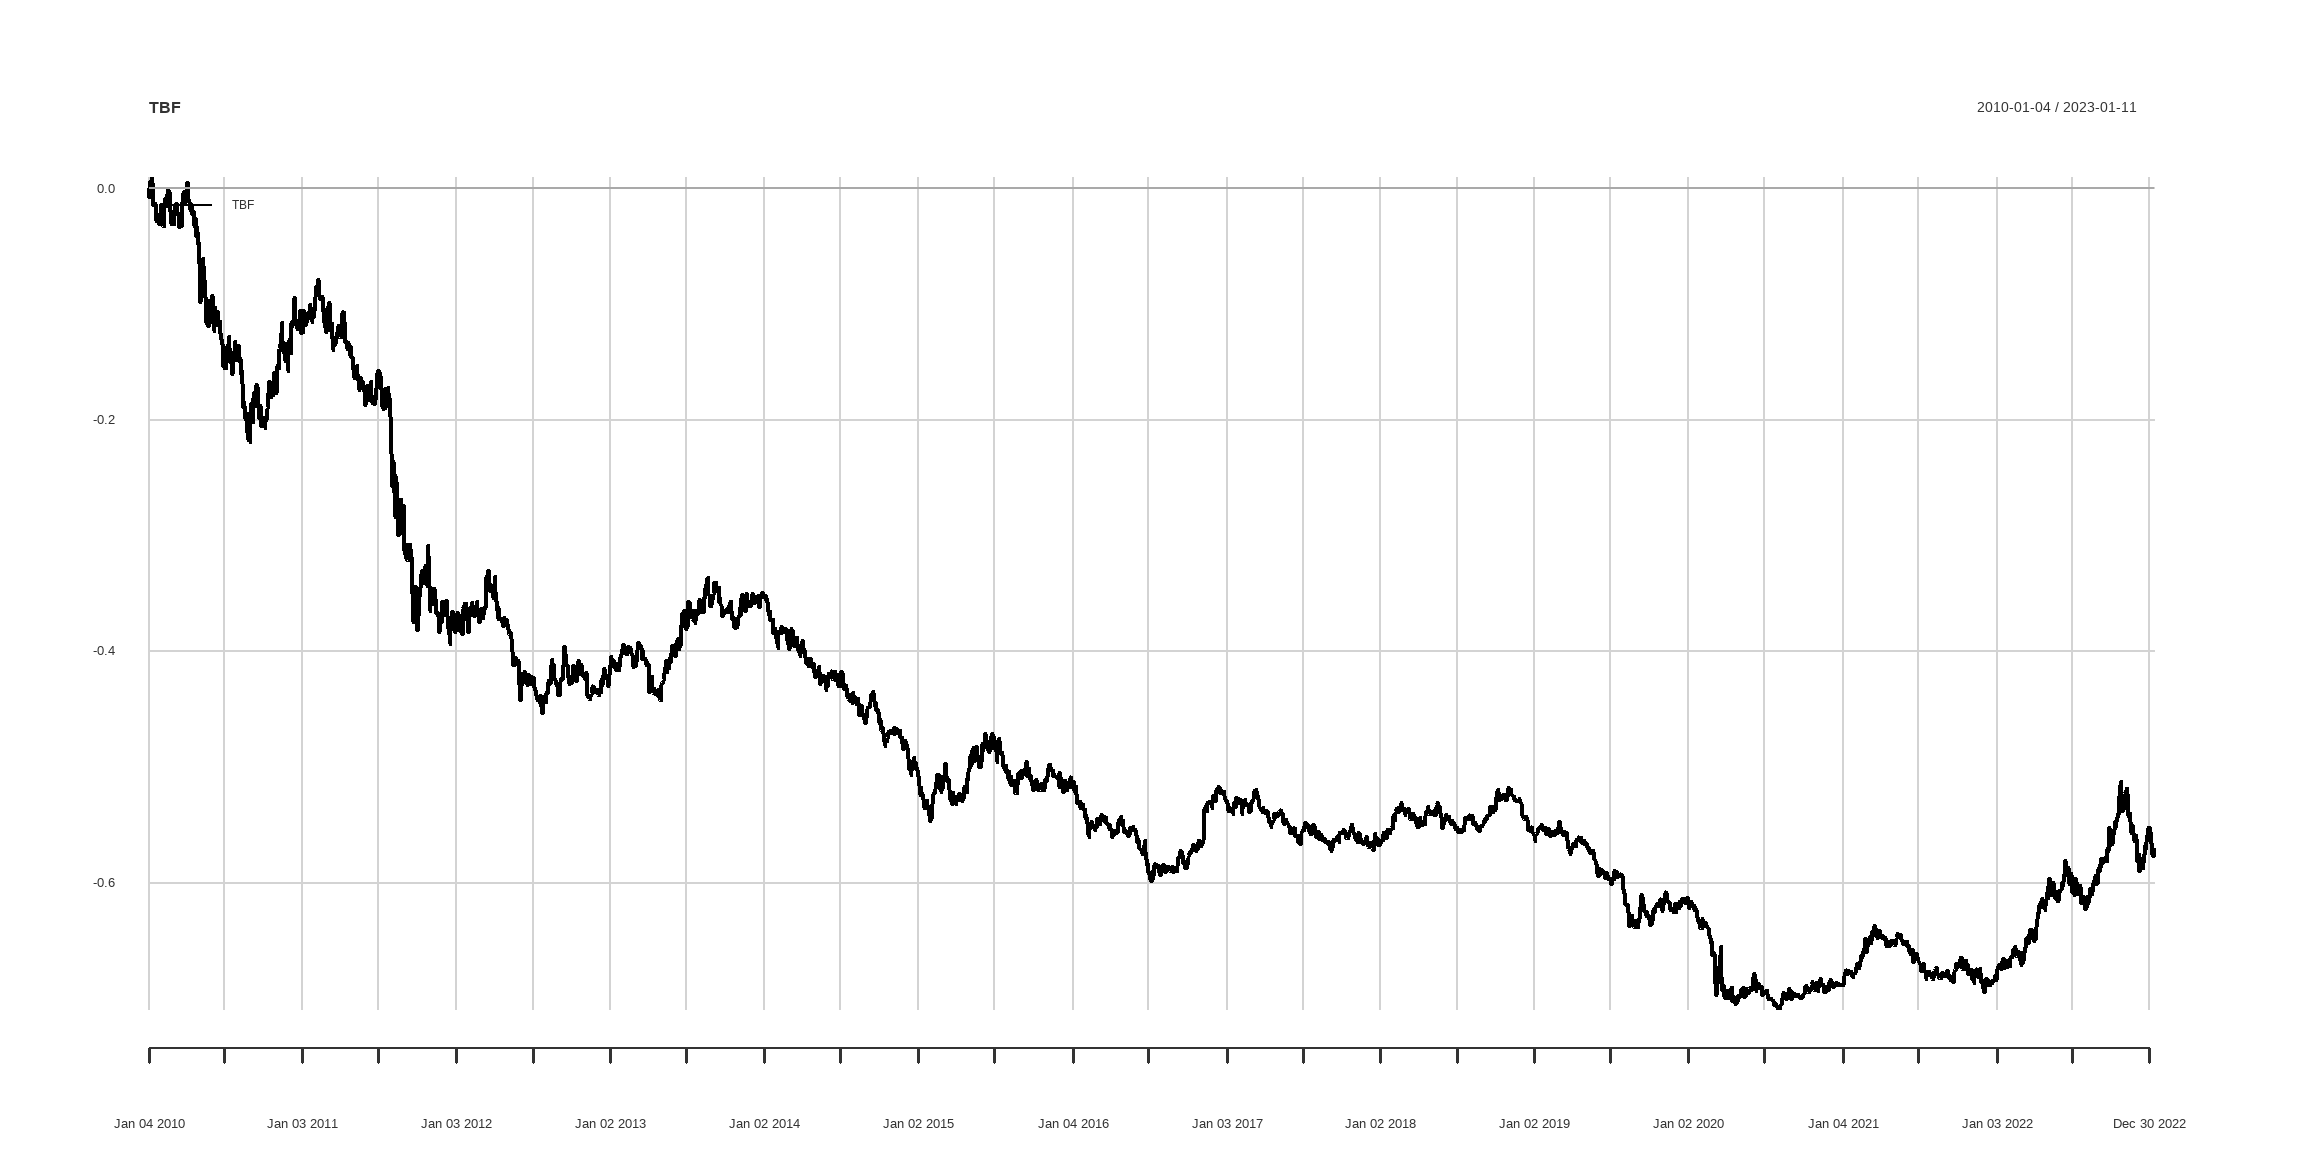 TBF
2010-01-04 / 2023-01-11
0.0
TBF
-0.2
-0.4
-0.6
Jan 04 2010
Jan 03 2011
Jan 03 2012
Jan 02 2013
Jan 02 2014
Jan 02 2015
Jan 04 2016
Jan 03 2017
Jan 02 2018
Jan 02 2019
Jan 02 2020
Jan 04 2021
Jan 03 2022
Dec 30 2022